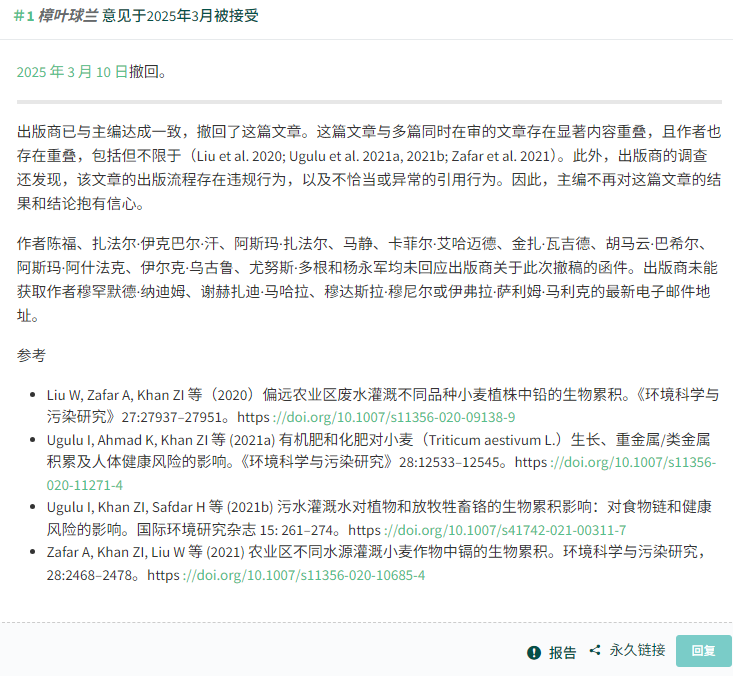 #1 樟叶球兰 意见于2025年3月被接受
2025 年 3 月 10 日撤回。
出版商已与主编达成一致，撤回了这篇文章。这篇文章与多篇同时在审的文章存在显著内容重叠，且作者也
存在重叠，包括但不限于（Liu et al. 2020; Ugulu et al. 2021a, 2021b; Zafar et al. 2021）。此外，出版商的调查
还发现，该文章的出版流程存在违规行为，以及不恰当或异常的引用行为。因此，主编不再对这篇文章的结
果和结论抱有信心。
作者陈福、扎法尔·伊克巴尔·汗、阿斯玛·扎法尔、马静、卡菲尔·艾哈迈德、金扎·瓦吉德、胡马云·巴希尔、
阿斯玛·阿什法克、伊尔克·乌古鲁、尤努斯·多根和杨永军均未回应出版商关于此次撤稿的函件。出版商未能
获取作者穆罕默德·纳迪姆、谢赫扎迪·马哈拉、穆达斯拉·穆尼尔或伊弗拉·萨利姆·马利克的最新电子邮件地
址。
参考
• Liu W, Zafar A, Khan ZI 等（2020）偏远农业区废水灌溉不同品种小麦植株中铅的生物累积。《环境科学与
污染研究》27:27937–27951。https ://doi.org/10.1007/s11356-020-09138-9
• Ugulu I, Ahmad K, Khan ZI 等 (2021a) 有机肥和化肥对小麦（Triticum aestivum L.）生长、重金属/类金属
积累及人体健康风险的影响。《环境科学与污染研究》28:12533–12545。https ://doi.org/10.1007/s11356-
020-11271-4
• Ugulu I, Khan ZI, Safdar H 等 (2021b) 污水灌溉水对植物和放牧牲畜铬的生物累积影响：对食物链和健康
风险的影响。国际环境研究杂志 15: 261–274。https ://doi.org/10.1007/s41742-021-00311-7
• Zafar A, Khan ZI, Liu W 等 (2021) 农业区不同水源灌溉小麦作物中镉的生物累积。环境科学与污染研究，
28:2468–2478。https ://doi.org/10.1007/s11356-020-10685-4
报告 永久链接 回复